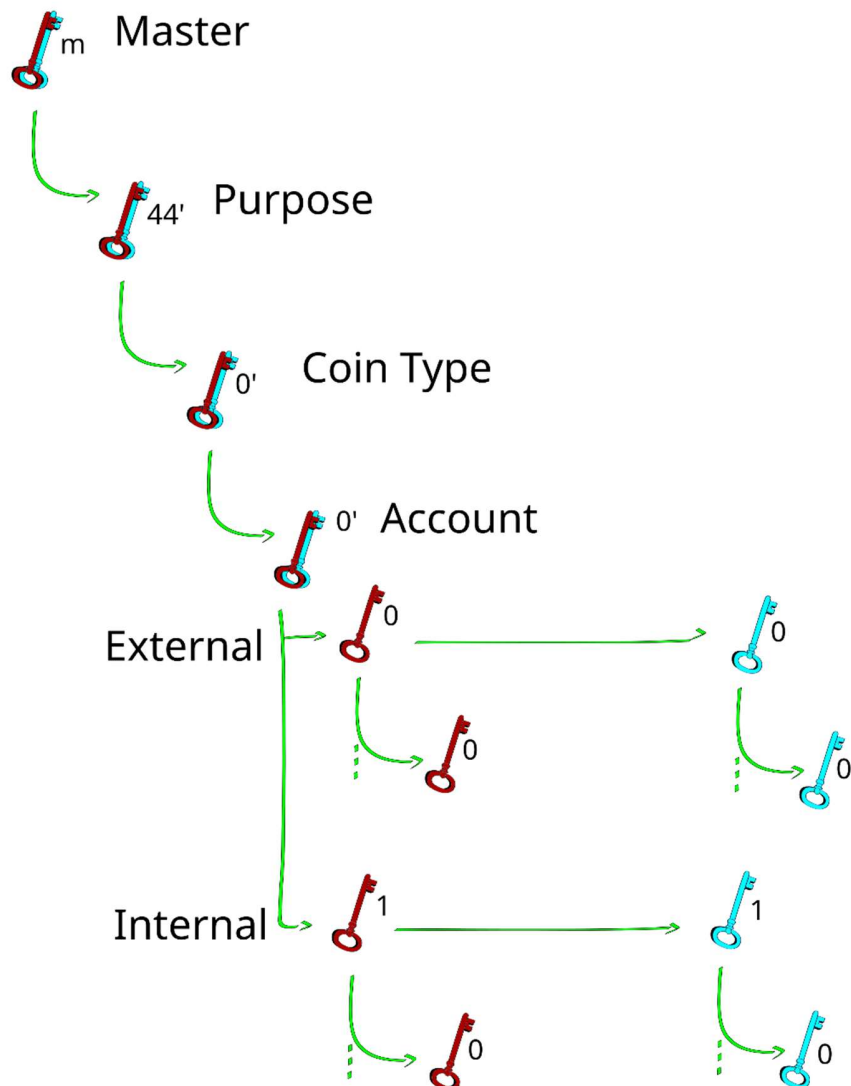 m Master
44' Purpose
0' Coin Type
0' Account
External 0 0
0 0
Internal 1 1
0 0